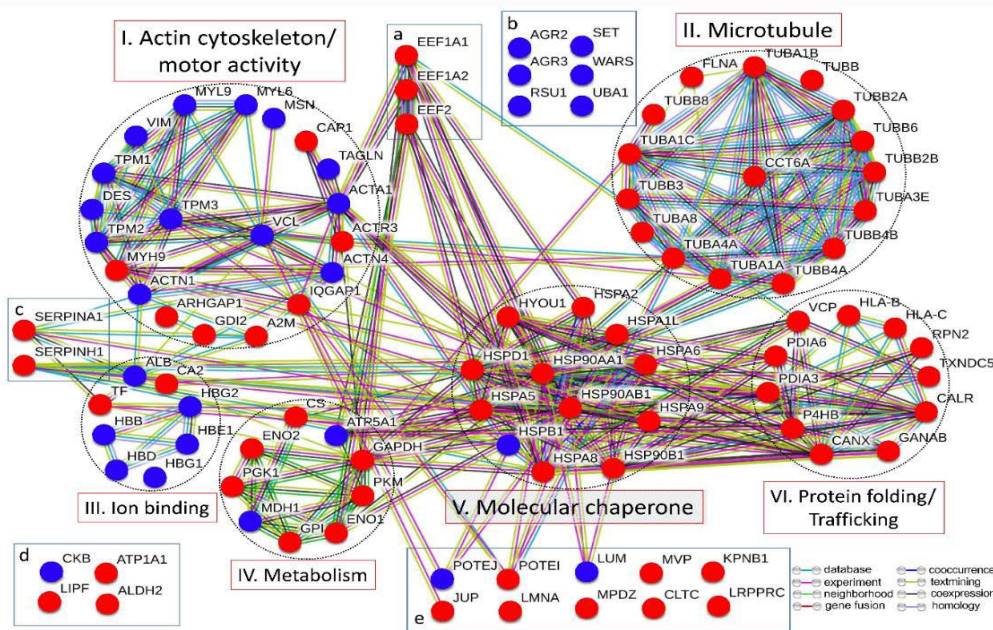 I. Actin cytoskeleton/
motor activity
MYL9
MYL6
MSN
VIM
CAP1
TPM1
TAGLN
DES
ACTA1
TPM3
VCL
TPM2
ACTR3
MYH9
ACTN4
ACTN1
IQGAP1
ARHGAP1
GDI2
A2M
a
EEF1A1
EEF1A2
EEF2
b
AGR2
SET
AGR3
WARS
RSU1
UBA1
II. Microtubule
TUBA1B
FLNA
TUBB
TUBB8
TUBB2A
TUBA1C
TUBB6
CCT6A
TUBB2B
TUBB3
TUBA3E
TUBA8
TUBB4B
TUBA4A
TUBA1A
TUBB4A
c
SERPINA1
SERPINH1
ALB
CA2
TF
HBG2
HBB
HBE1
HBD
HBG1
III. Ion binding
CS
ATP5A1
ENO2
GAPDH
PGK1
PKM
MDH1
GPI
ENO1
IV. Metabolism
HYOU1
HSPA2
HSPA1L
HSPD1
HSP90AA1
HSPA6
HSPA5
HSP90AB1
HSPA9
HSPB1
HSPA8
HSP90B1
V. Molecular chaperone
VCP
HLA-B
HLA-C
PDIA6
RPN2
TXNDC5
PDIA3
CALR
P4HB
CANX
GANAB
VI. Protein folding/
Trafficking
d
CKB
ATP1A1
LIPF
ALDH2
e
POTEJ
POTEI
LUM
MVP
KPNB1
JUP
LMNA
MPDZ
CLTC
LRPPRC
database
cooccurrence
experiment
textmining
neighborhood
coexpression
gene fusion
homology